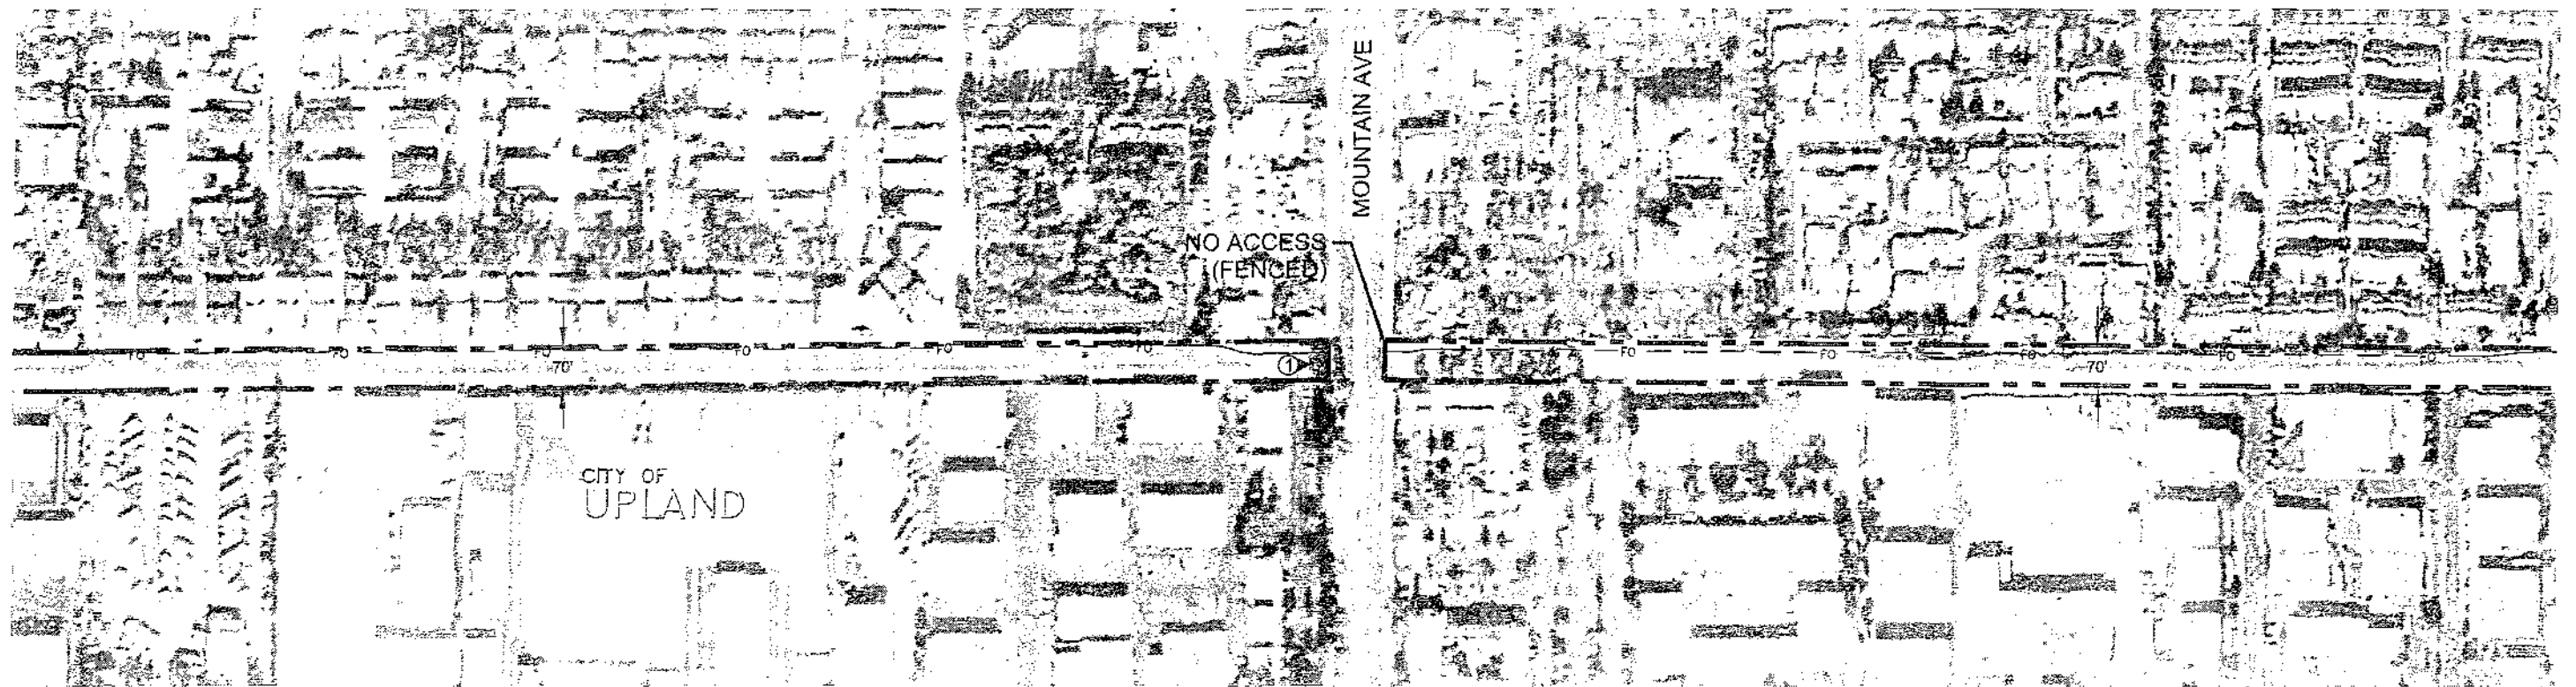 MOUNTAIN AVE
NO ACCESS
(FENCED)
FO FO FO FO FO FO FO FO FO FO FO
70' 1 70'
CITY OF
UPLAND